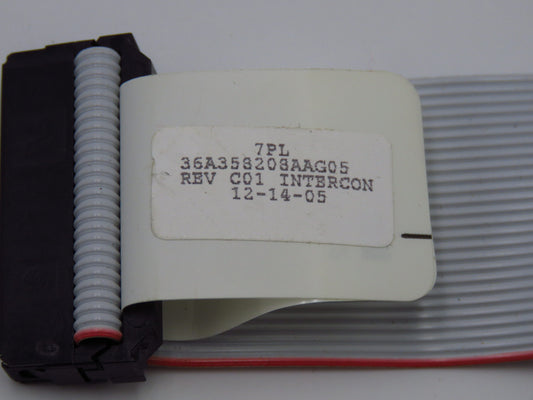 7PL
36A358208AAG05
REV C01 INTERCON
12-14-05